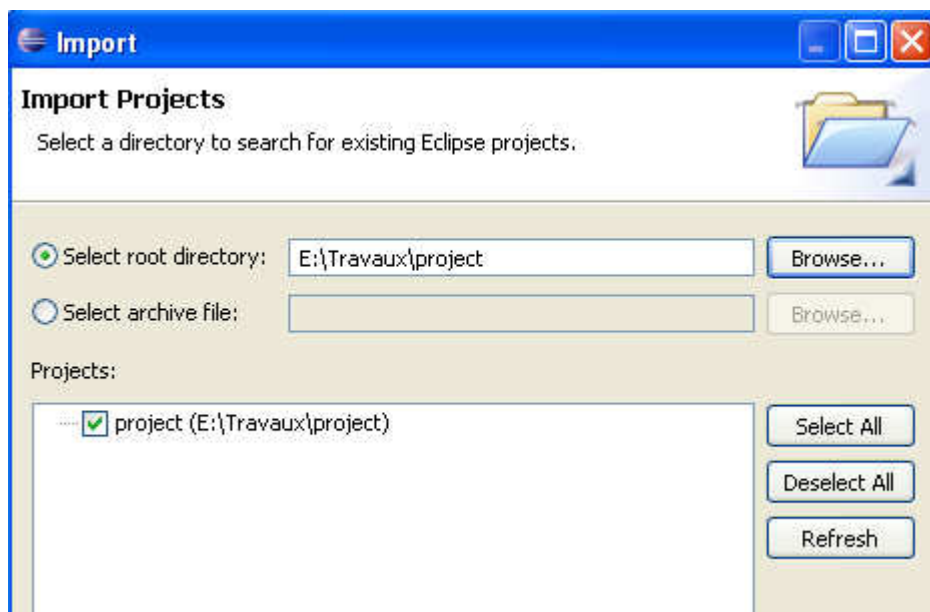 Import
Import Projects
Select a directory to search for existing Eclipse projects.
Select root directory: E:\Travaux\project Browse...
Select archive file: Browse...
Projects:
project (E:\Travaux\project)
Select All
Deselect All
Refresh